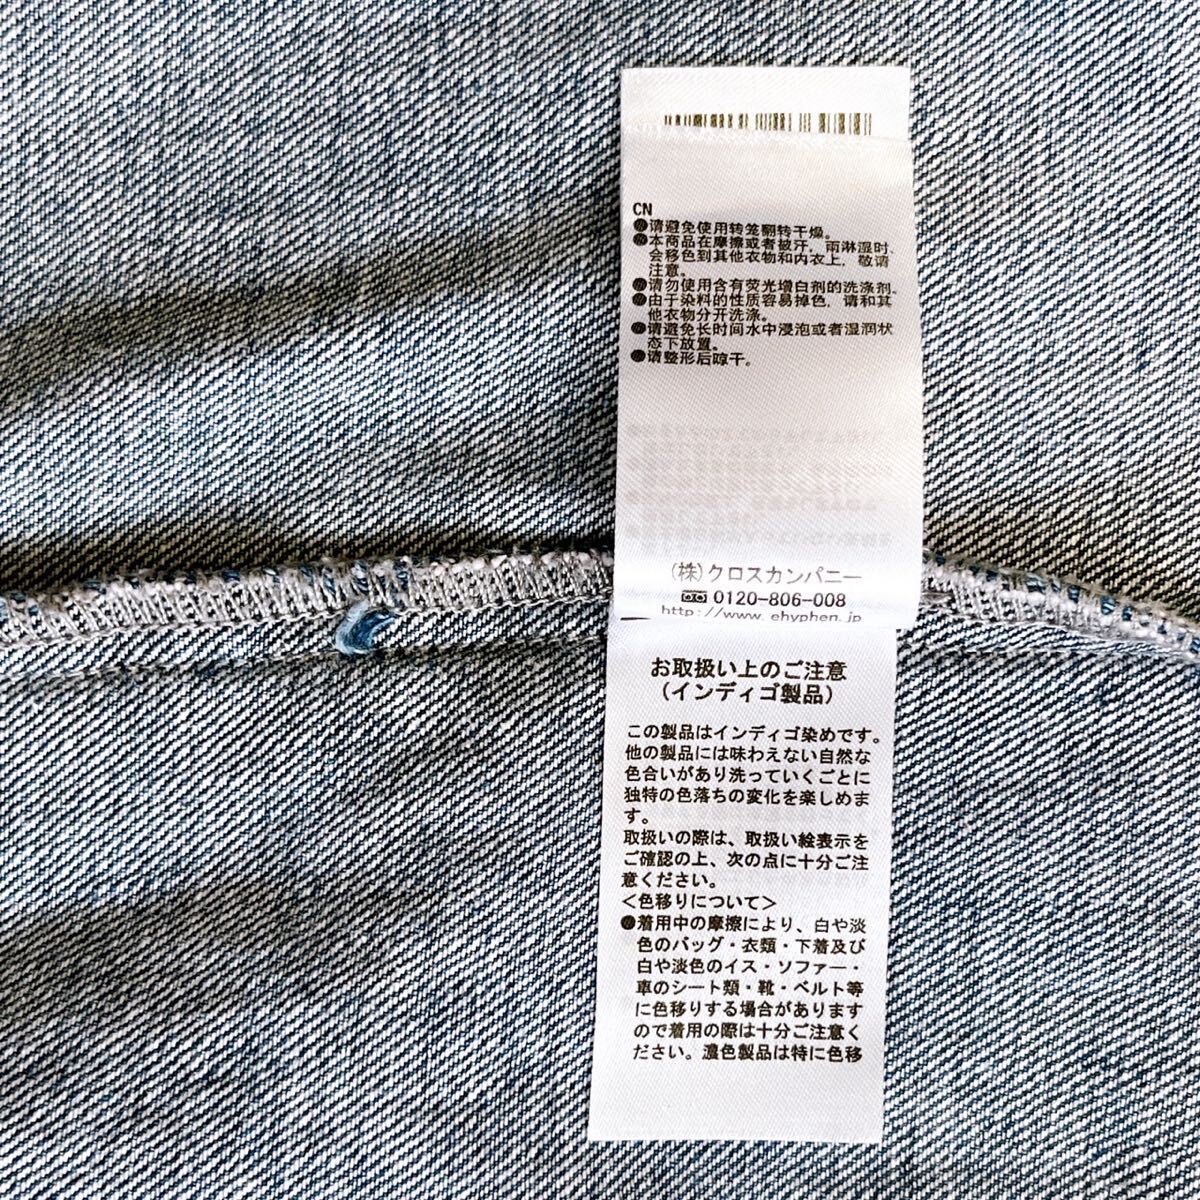 CN
●请避免使用转笼翻转干燥。
●本商品在摩擦或者被汗，雨淋湿时，
会移色到其他衣物和内衣上，敬请
注意。
●请勿使用含有荧光增白剂的洗涤剂。
●由于染料的性质容易掉色，请和其
他衣物分开洗涤。
●请避免长时间水中浸泡或者湿润状
态下放置。
●请整形后晾干。
(株)クロスカンパニー
0120-806-008
http://www.ehyphen.jp
お取扱い上のご注意
(インディゴ製品)
この製品はインディゴ染めです。
他の製品には味わえない自然な
色合いがあり洗っていくごとに
独特の色落ちの変化を楽しめま
す。
取扱いの際は、取扱い絵表示を
ご確認の上、次の点に十分ご注
意ください。
<色移りについて>
●着用中の摩擦により、白や淡
色のバッグ・衣類・下着及び
白や淡色のイス・ソファー・
車のシート類・靴・ベルト等
に色移りする場合があります
ので着用の際は十分ご注意く
ださい。濃色製品は特に色移